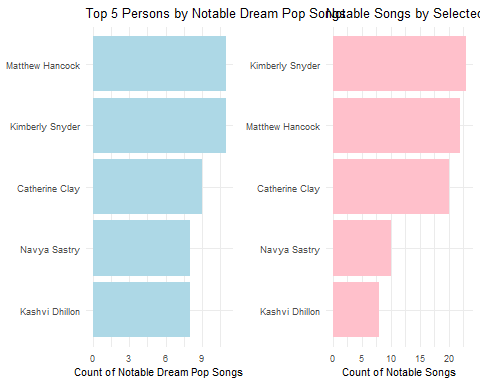 Top 5 Persons by Notable Dream Pop Songs
Matthew Hancock
Kimberly Snyder
Catherine Clay
Navya Sastry
Kashvi Dhillon
0 3 6 9
Count of Notable Dream Pop Songs
Notable Songs by Selected
Kimberly Snyder
Matthew Hancock
Catherine Clay
Navya Sastry
Kashvi Dhillon
0 5 10 15 20
Count of Notable Songs